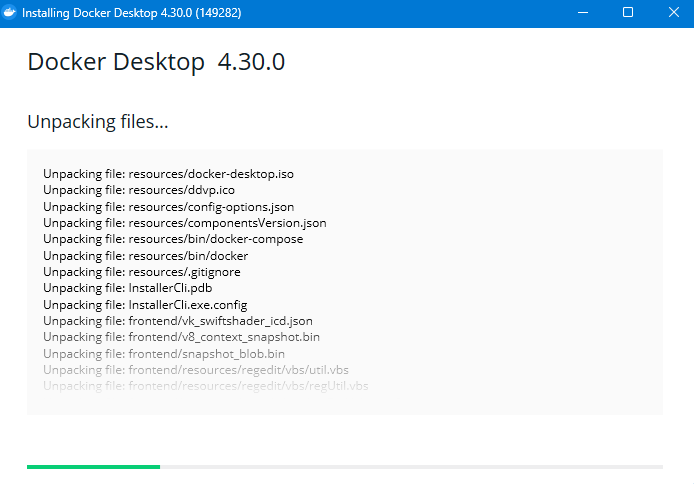 Installing Docker Desktop 4.30.0 (149282)
Docker Desktop 4.30.0
Unpacking files...
Unpacking file: resources/docker-desktop.iso
Unpacking file: resources/ddvp.ico
Unpacking file: resources/config-options.json
Unpacking file: resources/componentsVersion.json
Unpacking file: resources/bin/docker-compose
Unpacking file: resources/bin/docker
Unpacking file: resources/.gitignore
Unpacking file: InstallerCli.pdb
Unpacking file: InstallerCli.exe.config
Unpacking file: frontend/vk_swiftshader_icd.json
Unpacking file: frontend/v8_context_snapshot.bin
Unpacking file: frontend/snapshot_blob.bin
Unpacking file: frontend/resources/regedit/vbs/util.vbs
Unpacking file: frontend/resources/regedit/vbs/regUtil.vbs